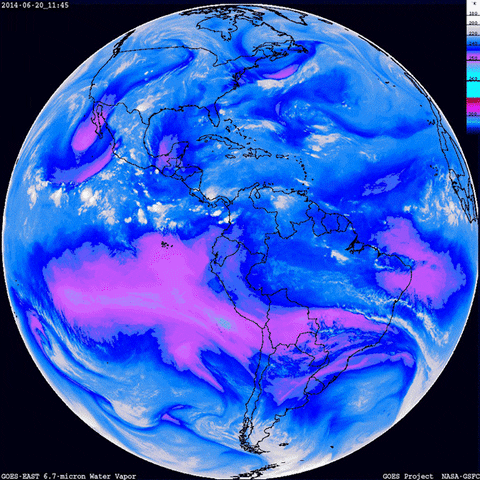 2014-06-20_11:45
K
GOES-EAST 6.7-micron Water Vapor
GOES Project NASA-GSFC